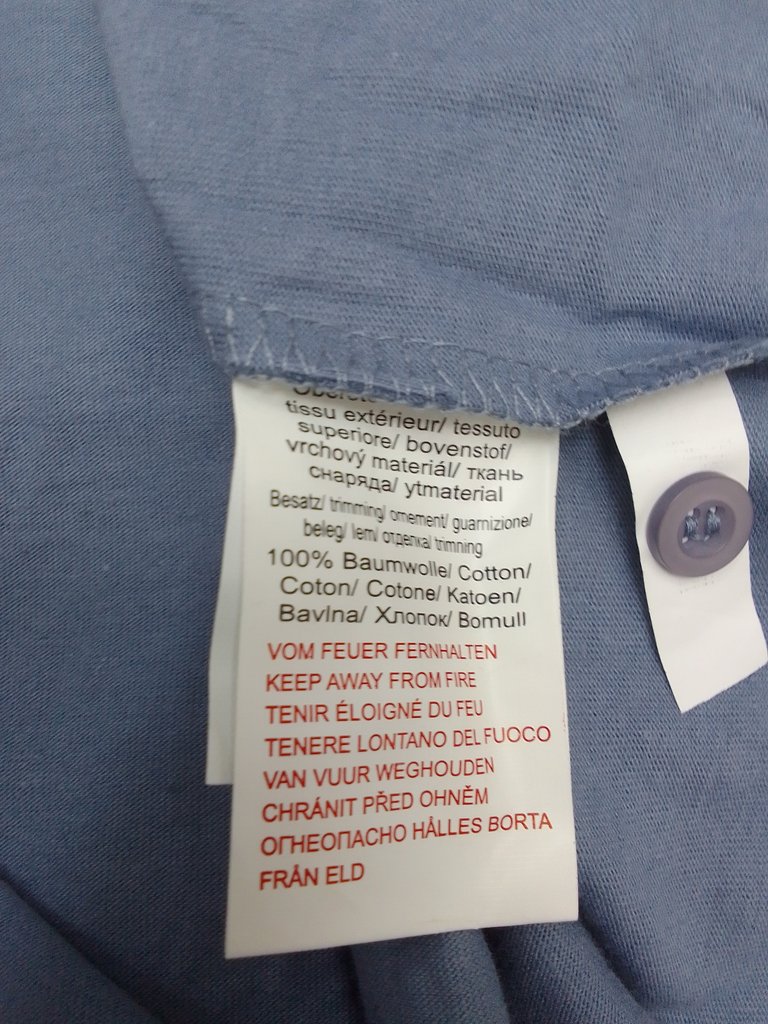 tissu extérieur/ tessuto
superiore/ bovenstof/
vrchový materiál/ ткань
снаряда/ ytmaterial
Besatz/ trimming/ ornement/ guarnizione/
beleg/ lem/ отделка/ trimming
100% Baumwolle/ Cotton/
Coton/ Cotone/ Katoen/
Bavlna/ Хлопок/ Bomull
VOM FEUER FERNHALTEN
KEEP AWAY FROM FIRE
TENIR ÉLOIGNÉ DU FEU
TENERE LONTANO DEL FUOCO
VAN VUUR WEGHOUDEN
CHRÁNIT PŘED OHNĚM
ОГНЕОПАСНО HÅLLES BORTA
FRÅN ELD